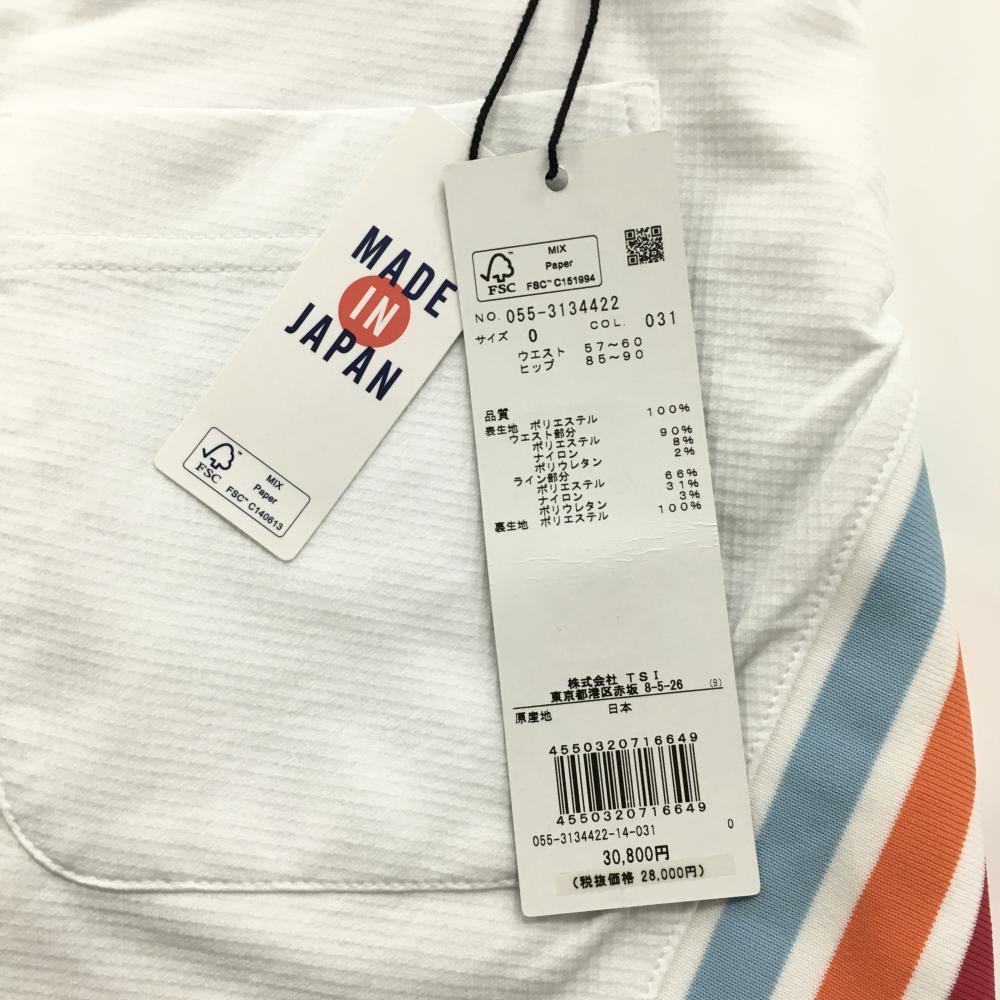 MADE
IN
JAPAN
FSC™
MIX
Paper
FSC™ C140613
FSC™
MIX
Paper
FSC™ C151994
NO. 055-3134422
サイズ 0 COL. 031
ウエスト 57〜60
ヒップ 85〜90
品質
表生地 ポリエステル 100%
ウエスト部分
ポリエステル 90%
ナイロン 8%
ポリウレタン 2%
ライン部分
ポリエステル 66%
ナイロン 31%
ポリウレタン 3%
裏生地 ポリエステル 100%
株式会社 TSI
東京都港区赤坂 8-5-26 (B)
原産地 日本
4550320716649
4550320716649
055-3134422-14-031 0
30,800円
(税抜価格 28,000円)